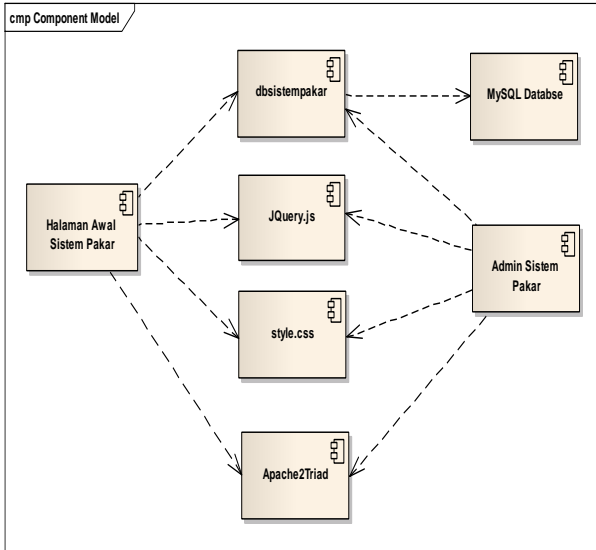 cmp Component Model
dbsistempakar
MySQL Databse
Halaman Awal
Sistem Pakar
JQuery.js
Admin Sistem
Pakar
style.css
Apache2Triad